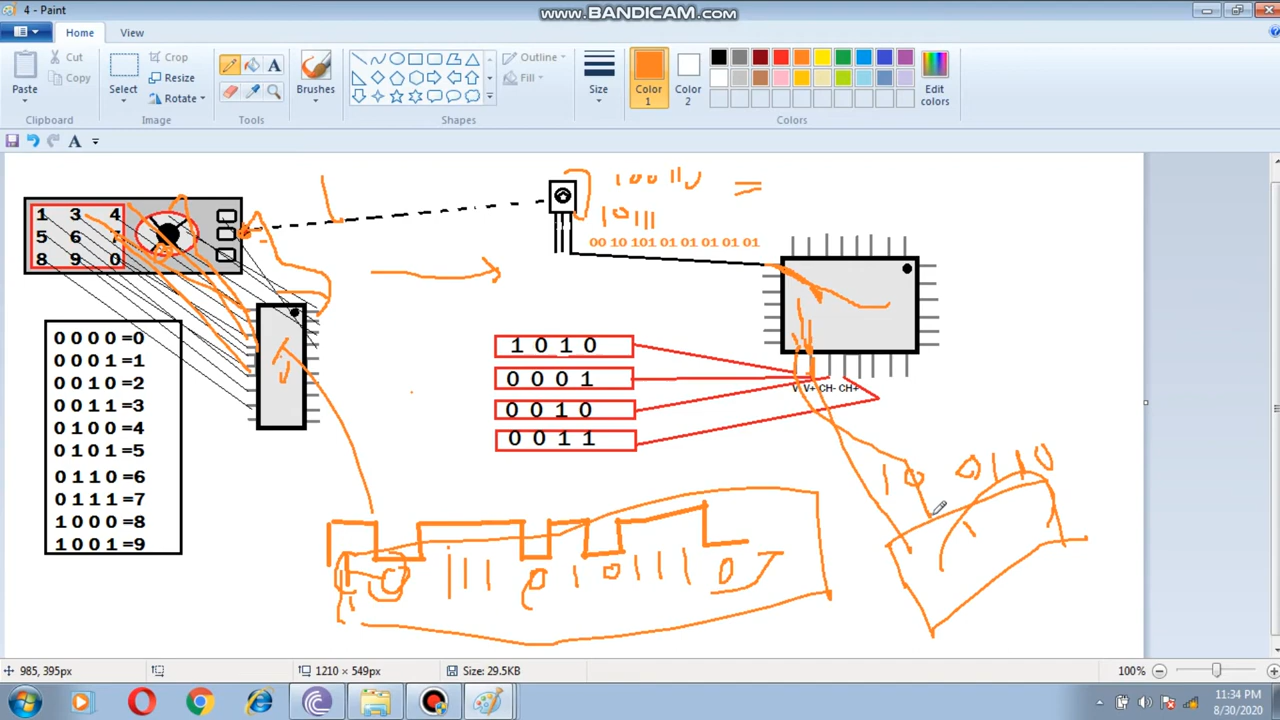 4 - Paint
www.BANDICAM.com
Home
View
Paste
Cut
Copy
Clipboard
Select
Crop
Resize
Rotate
Image
Tools
Brushes
Shapes
Outline
Fill
Size
Color 1
Color 2
Edit colors
Colors
1 3 4
5 6 7
8 9 0
10111
00 10 101 01 01 01 01 01
0 0 0 0 =0
0 0 0 1 =1
0 0 1 0 =2
0 0 1 1 =3
0 1 0 0 =4
0 1 0 1 =5
0 1 1 0 =6
0 1 1 1 =7
1 0 0 0 =8
1 0 0 1 =9
1 0 1 0
0 0 0 1
0 0 1 0
0 0 1 1
V+ CH- CH+
1 0 0110
985, 395px
1210 × 549px
Size: 29.5KB
100%
11:34 PM
8/30/2020